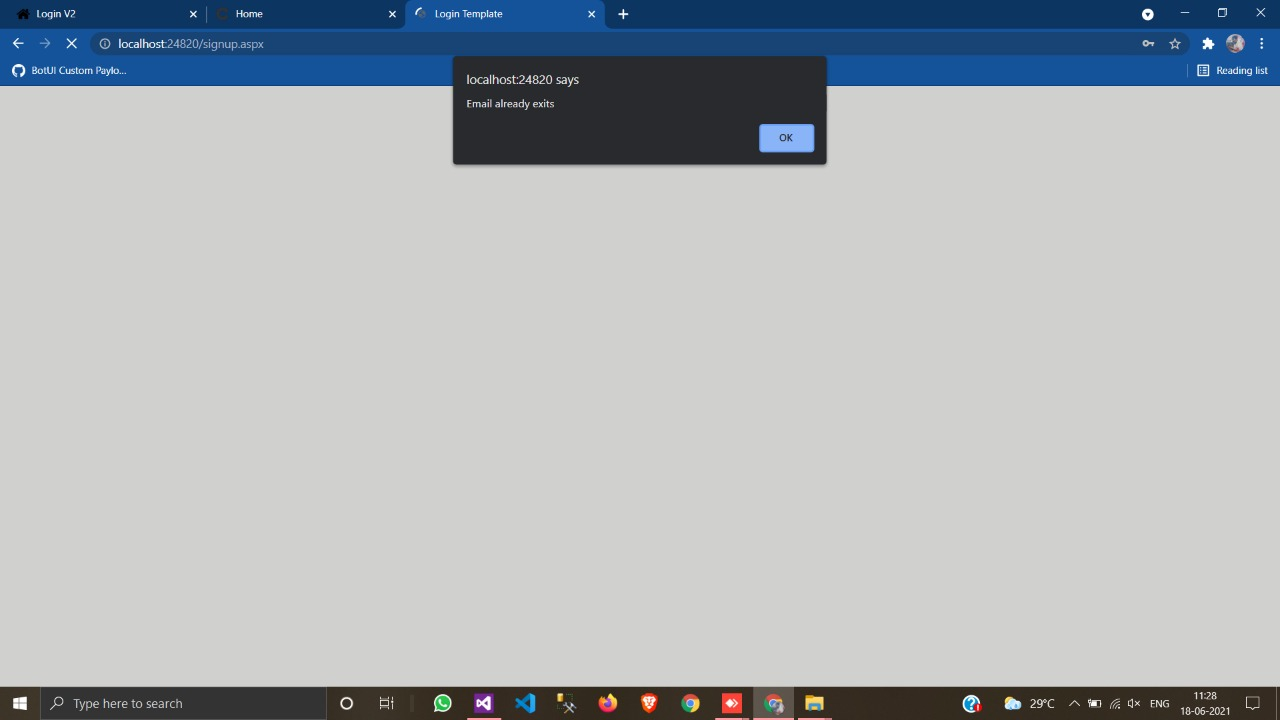 Login V2
Home
Login Template
localhost:24820/signup.aspx
BotUI Custom Paylo...
Reading list
localhost:24820 says
Email already exits
OK
Type here to search
29°C
ENG
11:28
18-06-2021